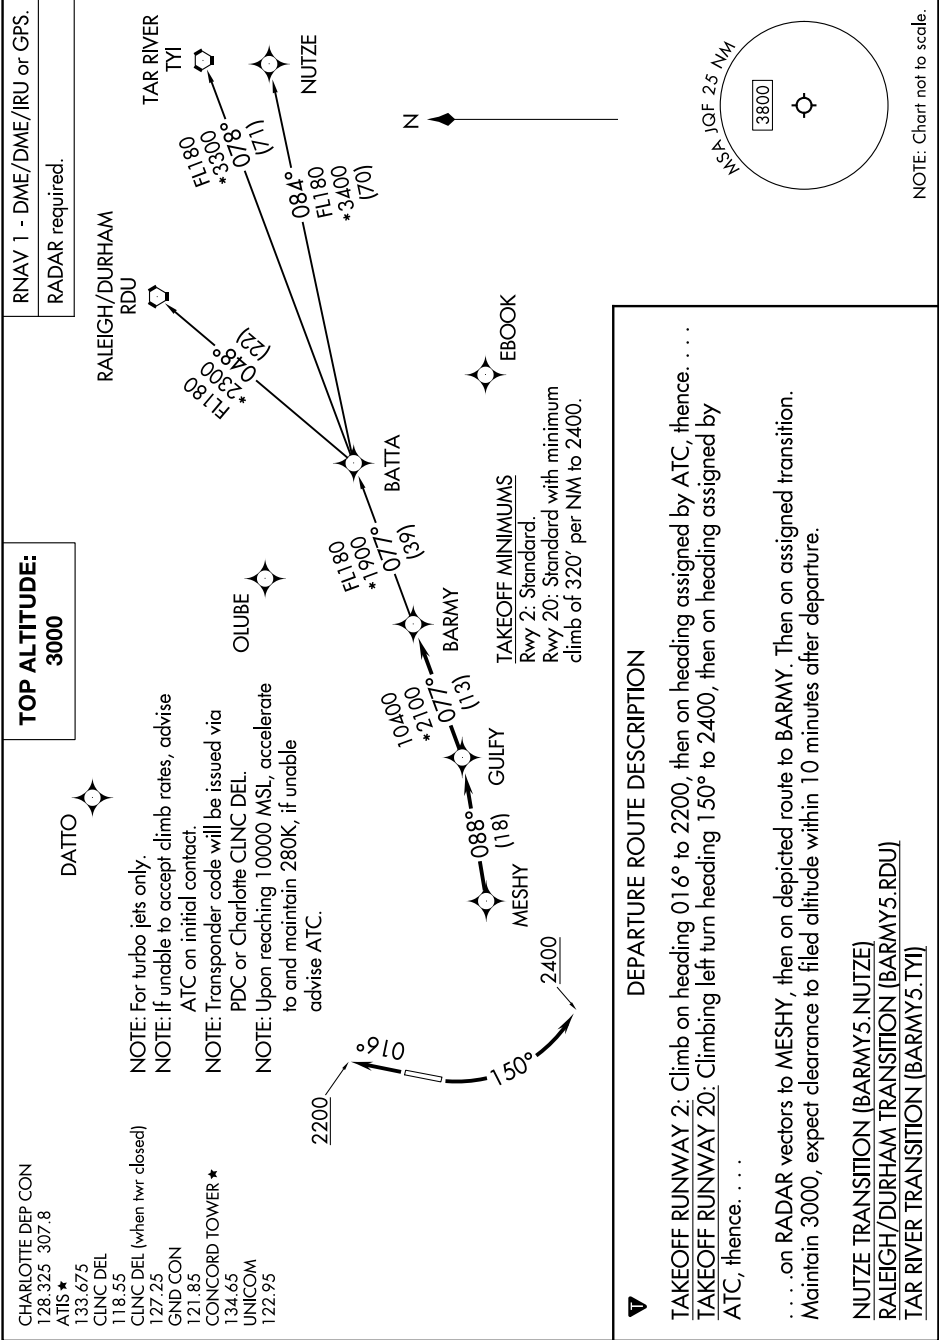 TOP ALTITUDE:
3000
RNAV 1 - DME/DME/IRU or GPS.
RADAR required.
CHARLOTTE DEP CON
128.325 307.8
ATIS ★
133.675
CLNC DEL
118.55
CLNC DEL (when twr closed)
127.25
GND CON
121.85
CONCORD TOWER ★
134.65
UNICOM
122.95
DATTO
NOTE: For turbo jets only.
NOTE: If unable to accept climb rates, advise
ATC on initial contact.
NOTE: Transponder code will be issued via
PDC or Charlotte CLNC DEL.
NOTE: Upon reaching 10000 MSL, accelerate
to and maintain 280K, if unable
advise ATC.
OLUBE
RALEIGH/DURHAM
RDU
TAR RIVER
TYI
NUTZE
FL180
*2300
048°
(22)
FL180
*3300
078°
(71)
084°
FL180
*3400
(70)
N
BATTA
FL180
*1900
077°
(39)
BARMY
10400
*2100
077°
(13)
GULFY
088°
(18)
MESHY
EBOOK
2200
016°
150°
2400
TAKEOFF MINIMUMS
Rwy 2: Standard.
Rwy 20: Standard with minimum
climb of 320' per NM to 2400.
MSA JQF 25 NM
3800
NOTE: Chart not to scale.
T
DEPARTURE ROUTE DESCRIPTION
TAKEOFF RUNWAY 2: Climb on heading 016° to 2200, then on heading assigned by ATC, thence. . . .
TAKEOFF RUNWAY 20: Climbing left turn heading 150° to 2400, then on heading assigned by
ATC, thence. . . .
. . . .on RADAR vectors to MESHY, then on depicted route to BARMY. Then on assigned transition.
Maintain 3000, expect clearance to filed altitude within 10 minutes after departure.
NUTZE TRANSITION (BARMY5.NUTZE)
RALEIGH/DURHAM TRANSITION (BARMY5.RDU)
TAR RIVER TRANSITION (BARMY5.TYI)